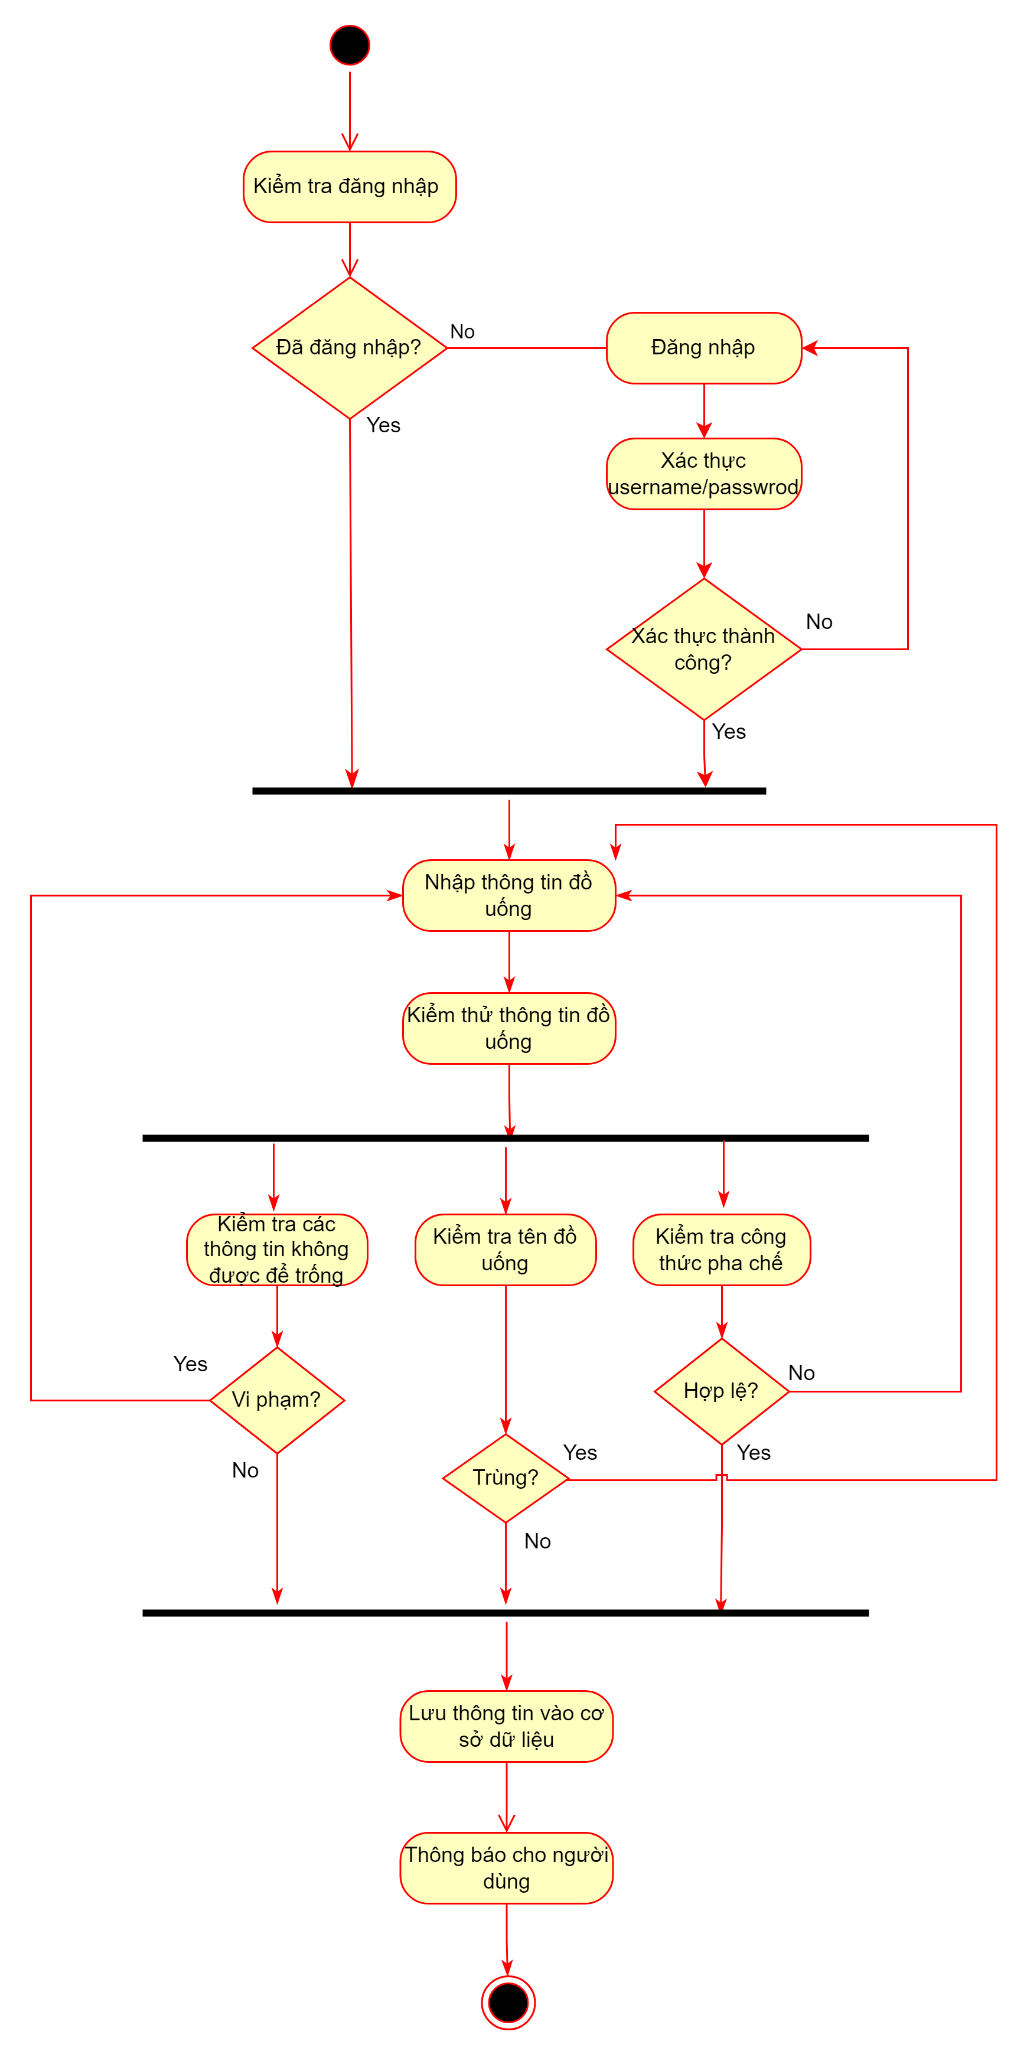 Kiểm tra đăng nhập
Đã đăng nhập?
No
Đăng nhập
Yes
Xác thực
username/passwrod
Xác thực thành
công?
No
Yes
Nhập thông tin đồ
uống
Kiểm thử thông tin đồ
uống
Kiểm tra các
thông tin không
được để trống
Kiểm tra tên đồ
uống
Kiểm tra công
thức pha chế
Yes
Vi phạm?
No
Hợp lệ?
No
Yes
Trùng?
Yes
No
Lưu thông tin vào cơ
sở dữ liệu
Thông báo cho người
dùng